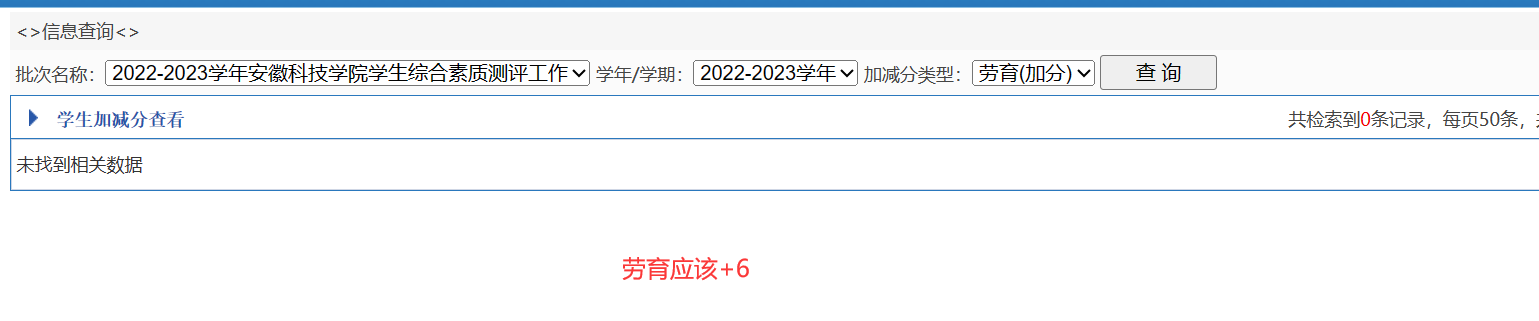 <>信息查询<>
批次名称： 2022-2023学年安徽科技学院学生综合素质测评工作 学年/学期： 2022-2023学年 加减分类型： 劳育(加分) 查 询
学生加减分查看 共检索到0条记录，每页50条，
未找到相关数据
劳育应该+6